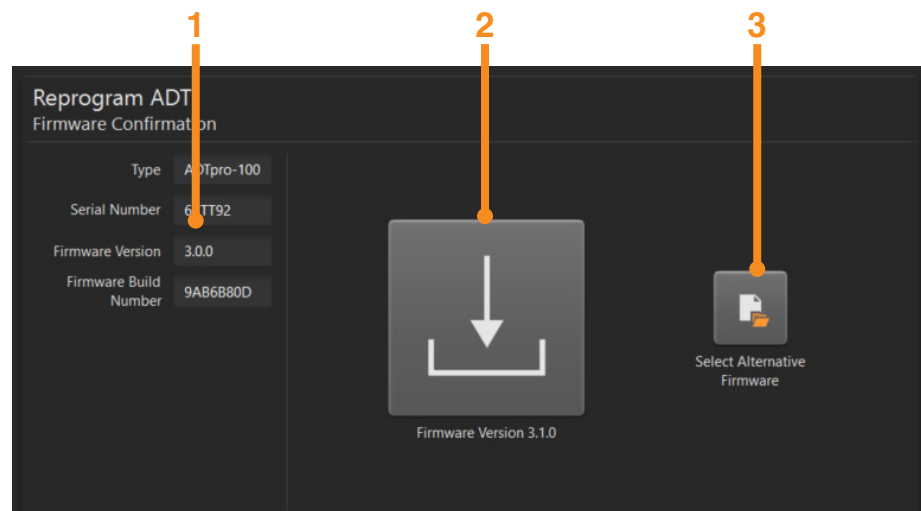 1 2 3
Reprogram ADT
Firmware Confirmation
Type ADTpro-100
Serial Number
Firmware Version 3.0.0
Firmware Build
Number 9AB6B80D
Firmware Version 3.1.0
Select Alternative
Firmware